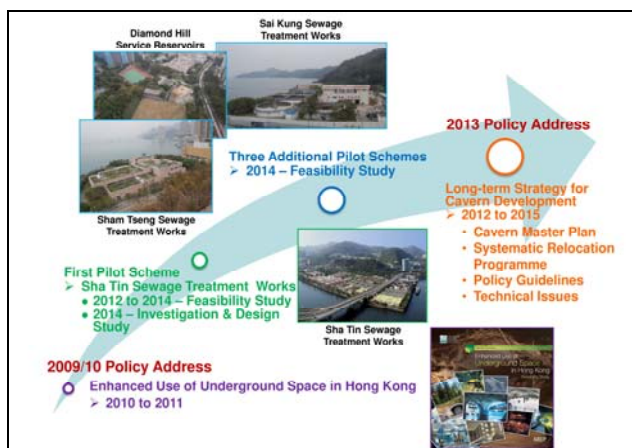 Diamond Hill
Service Reservoirs
Sai Kung Sewage
Treatment Works
Sham Tseng Sewage
Treatment Works
2013 Policy Address
Three Additional Pilot Schemes
➢ 2014 – Feasibility Study
Long-term Strategy for
Cavern Development
➢ 2012 to 2015
• Cavern Master Plan
• Systematic Relocation
Programme
• Policy Guidelines
• Technical Issues
First Pilot Scheme
➢ Sha Tin Sewage Treatment Works
• 2012 to 2014 – Feasibility Study
• 2014 – Investigation & Design
Study
Sha Tin Sewage
Treatment Works
2009/10 Policy Address
Enhanced Use of Underground Space in Hong Kong
➢ 2010 to 2011
Enhanced Use of
Underground Space
in Hong Kong